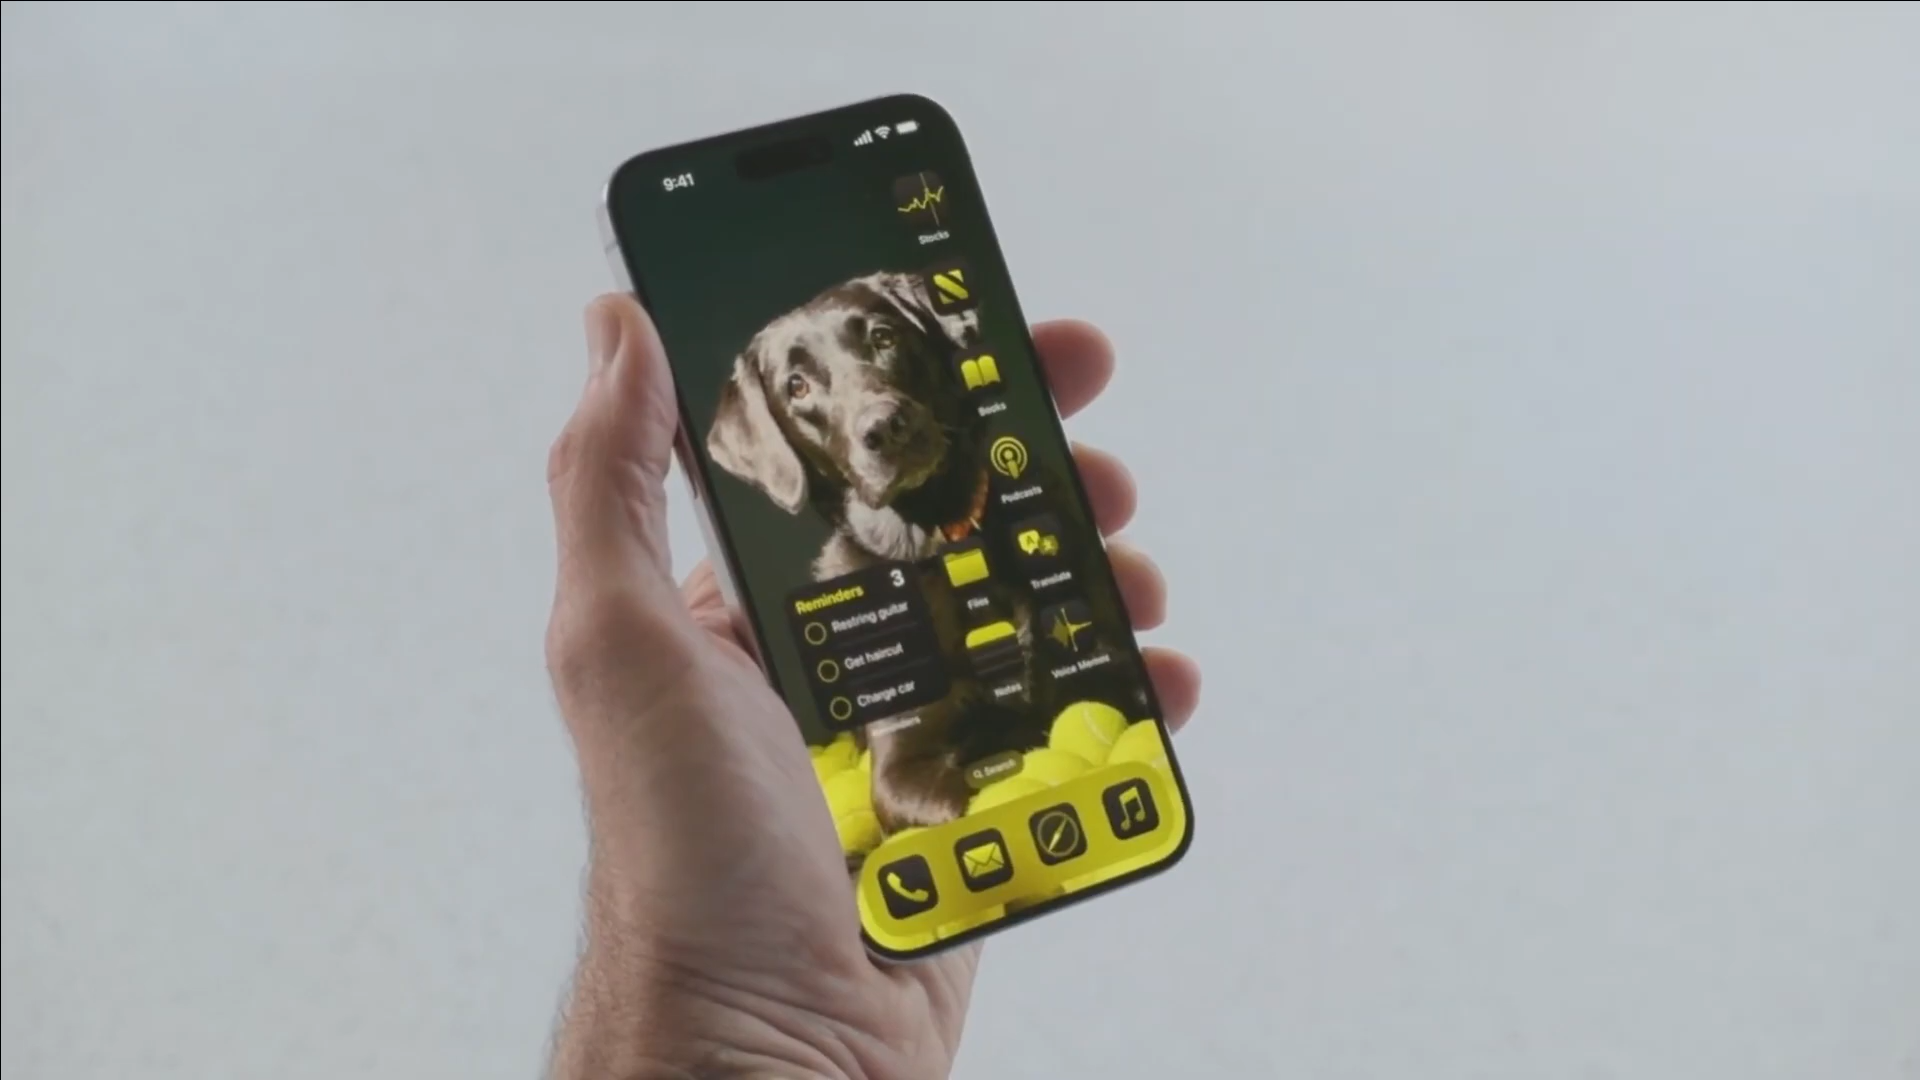 9:41
Stocks
Books
Podcasts
Translate
Files
Reminders
3
Restring guitar
Get haircut
Charge car
Notes
Voice Memos
Reminders
Search